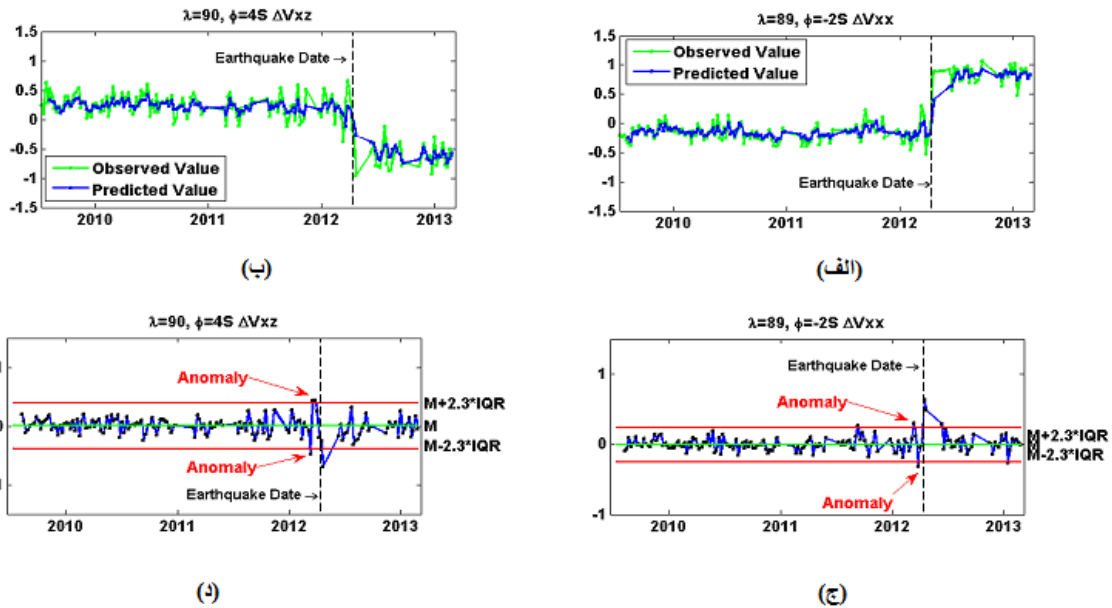 λ=90, ϕ=4S ΔVxz
1.5
1
0.5
0
-0.5
-1
-1.5
Earthquake Date →
Observed Value
Predicted Value
2010
2011
2012
2013
(ب)
λ=89, ϕ=-2S ΔVxx
1.5
1
0.5
0
-0.5
-1
-1.5
Observed Value
Predicted Value
Earthquake Date →
2010
2011
2012
2013
(الف)
λ=90, ϕ=4S ΔVxz
Anomaly
M+2.3*IQR
M
M-2.3*IQR
Anomaly
Earthquake Date →
2010
2011
2012
2013
(د)
λ=89, ϕ=-2S ΔVxx
1
0
-1
Earthquake Date →
Anomaly
M+2.3*IQR
M-2.3*IQR
Anomaly
2010
2011
2012
2013
(ج)